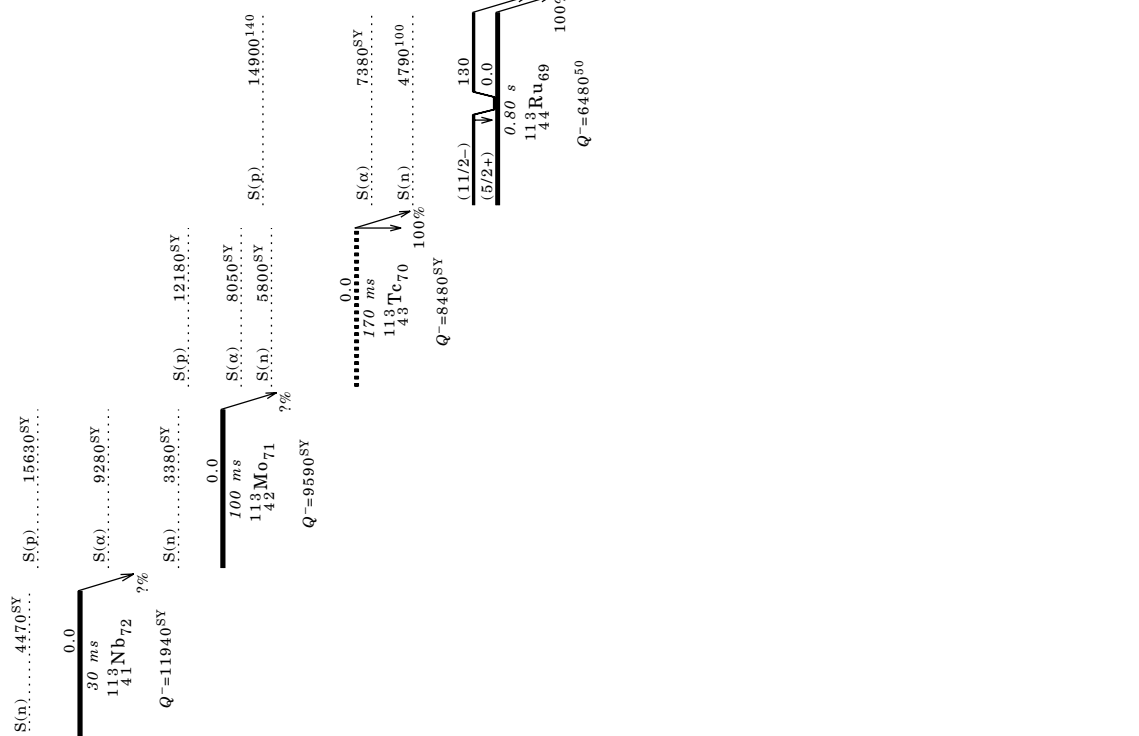 S(n) 4470SY
0.0
30 ms
113
41Nb72
Q−=11940SY
?%
S(p) 15630SY
S(α) 9280SY
S(n) 3380SY
0.0
100 ms
113
42Mo71
Q−=9590SY
?%
S(p) 12180SY
S(α) 8050SY
S(n) 5800SY
0.0
170 ms
113
43Tc70
Q−=8480SY
100%
S(p) 14900140
S(α) 7380SY
S(n) 4790100
(11/2−) 130
(5/2+) 0.0
0.80 s
113
44Ru69
Q−=648050
100%